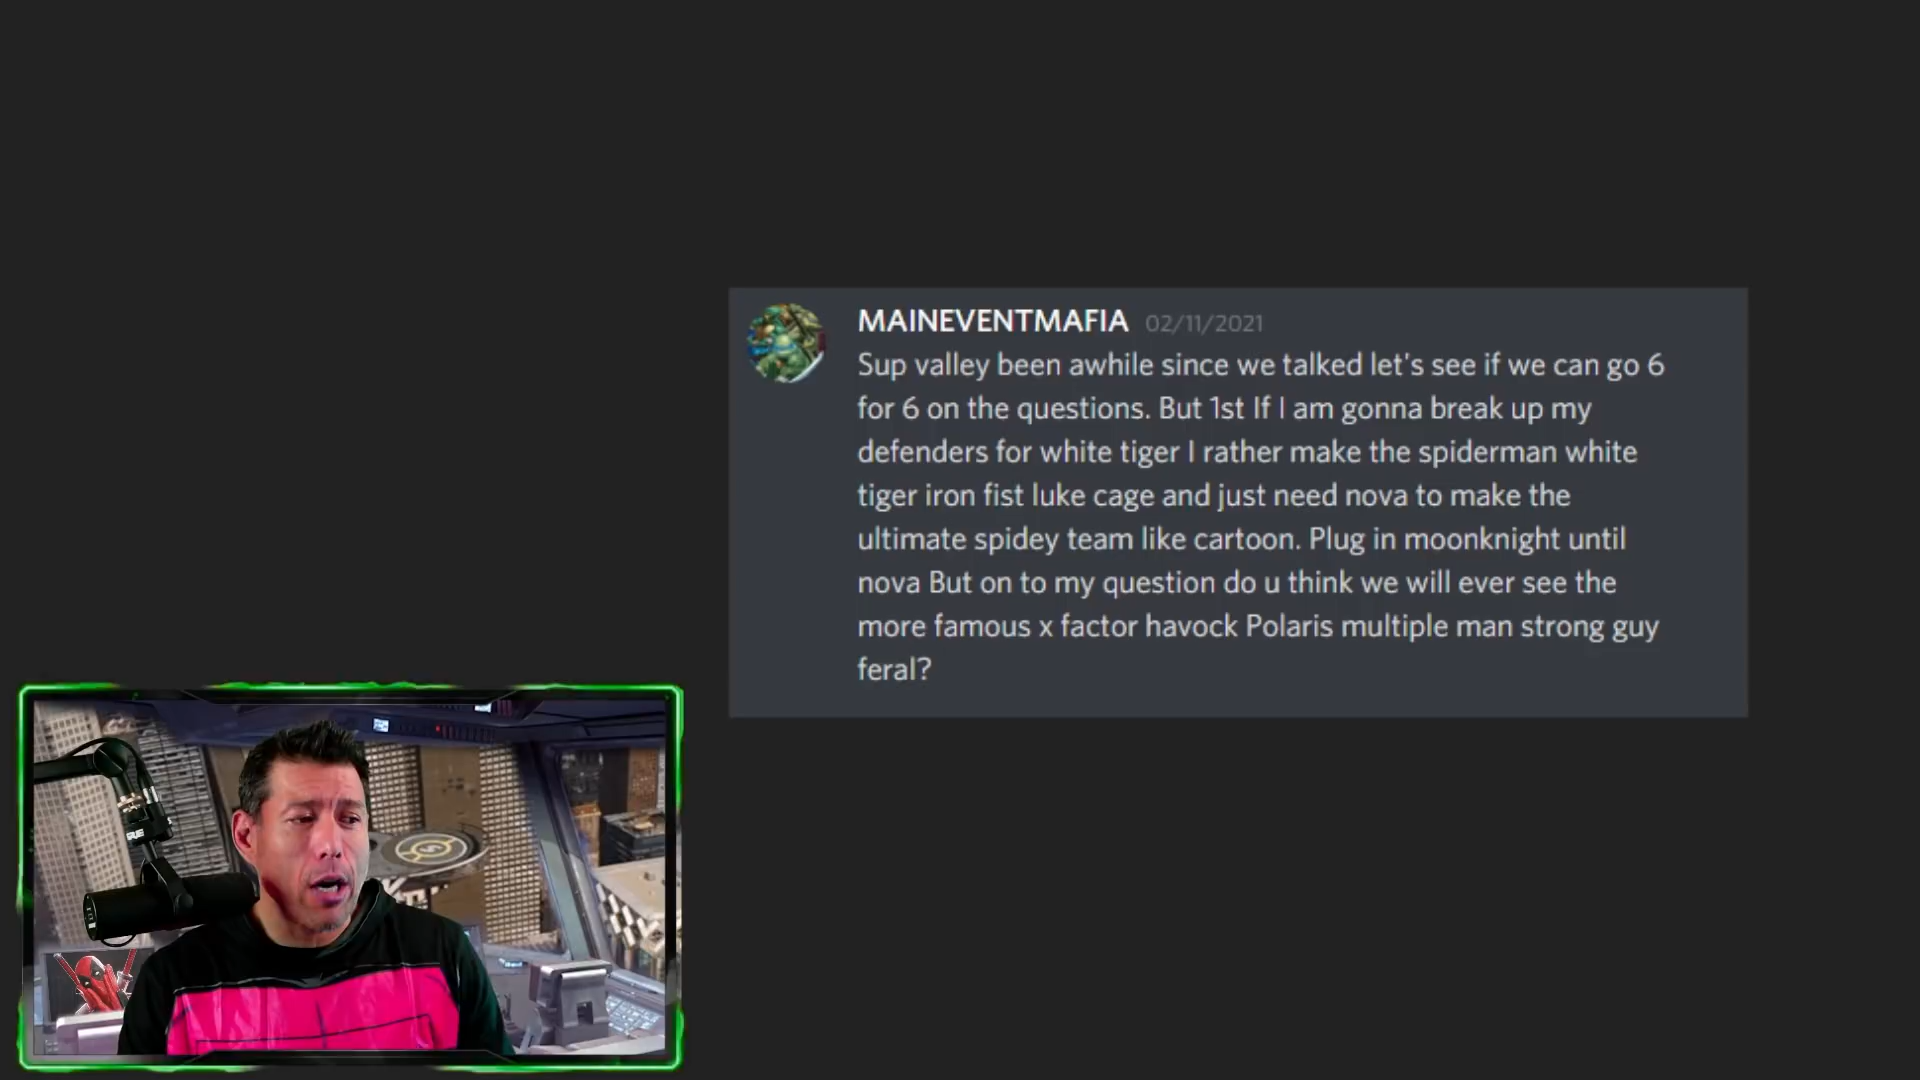 MAINEVENTMAFIA 02/11/2021
Sup valley been awhile since we talked let's see if we can go 6
for 6 on the questions. But 1st If I am gonna break up my
defenders for white tiger I rather make the spiderman white
tiger iron fist luke cage and just need nova to make the
ultimate spidey team like cartoon. Plug in moonknight until
nova But on to my question do u think we will ever see the
more famous x factor havock Polaris multiple man strong guy
feral?